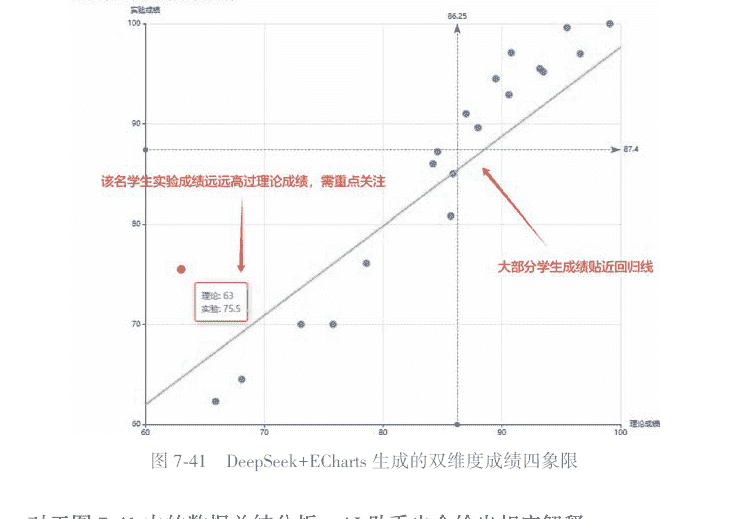 实验成绩
100
86.25
90
87.4
该名学生实验成绩远远高过理论成绩，需重点关注
80
大部分学生成绩贴近回归线
理论: 63
实验: 75.5
70
60
理论成绩
60
70
80
90
100
图 7-41 DeepSeek+ECharts 生成的双维度成绩四象限